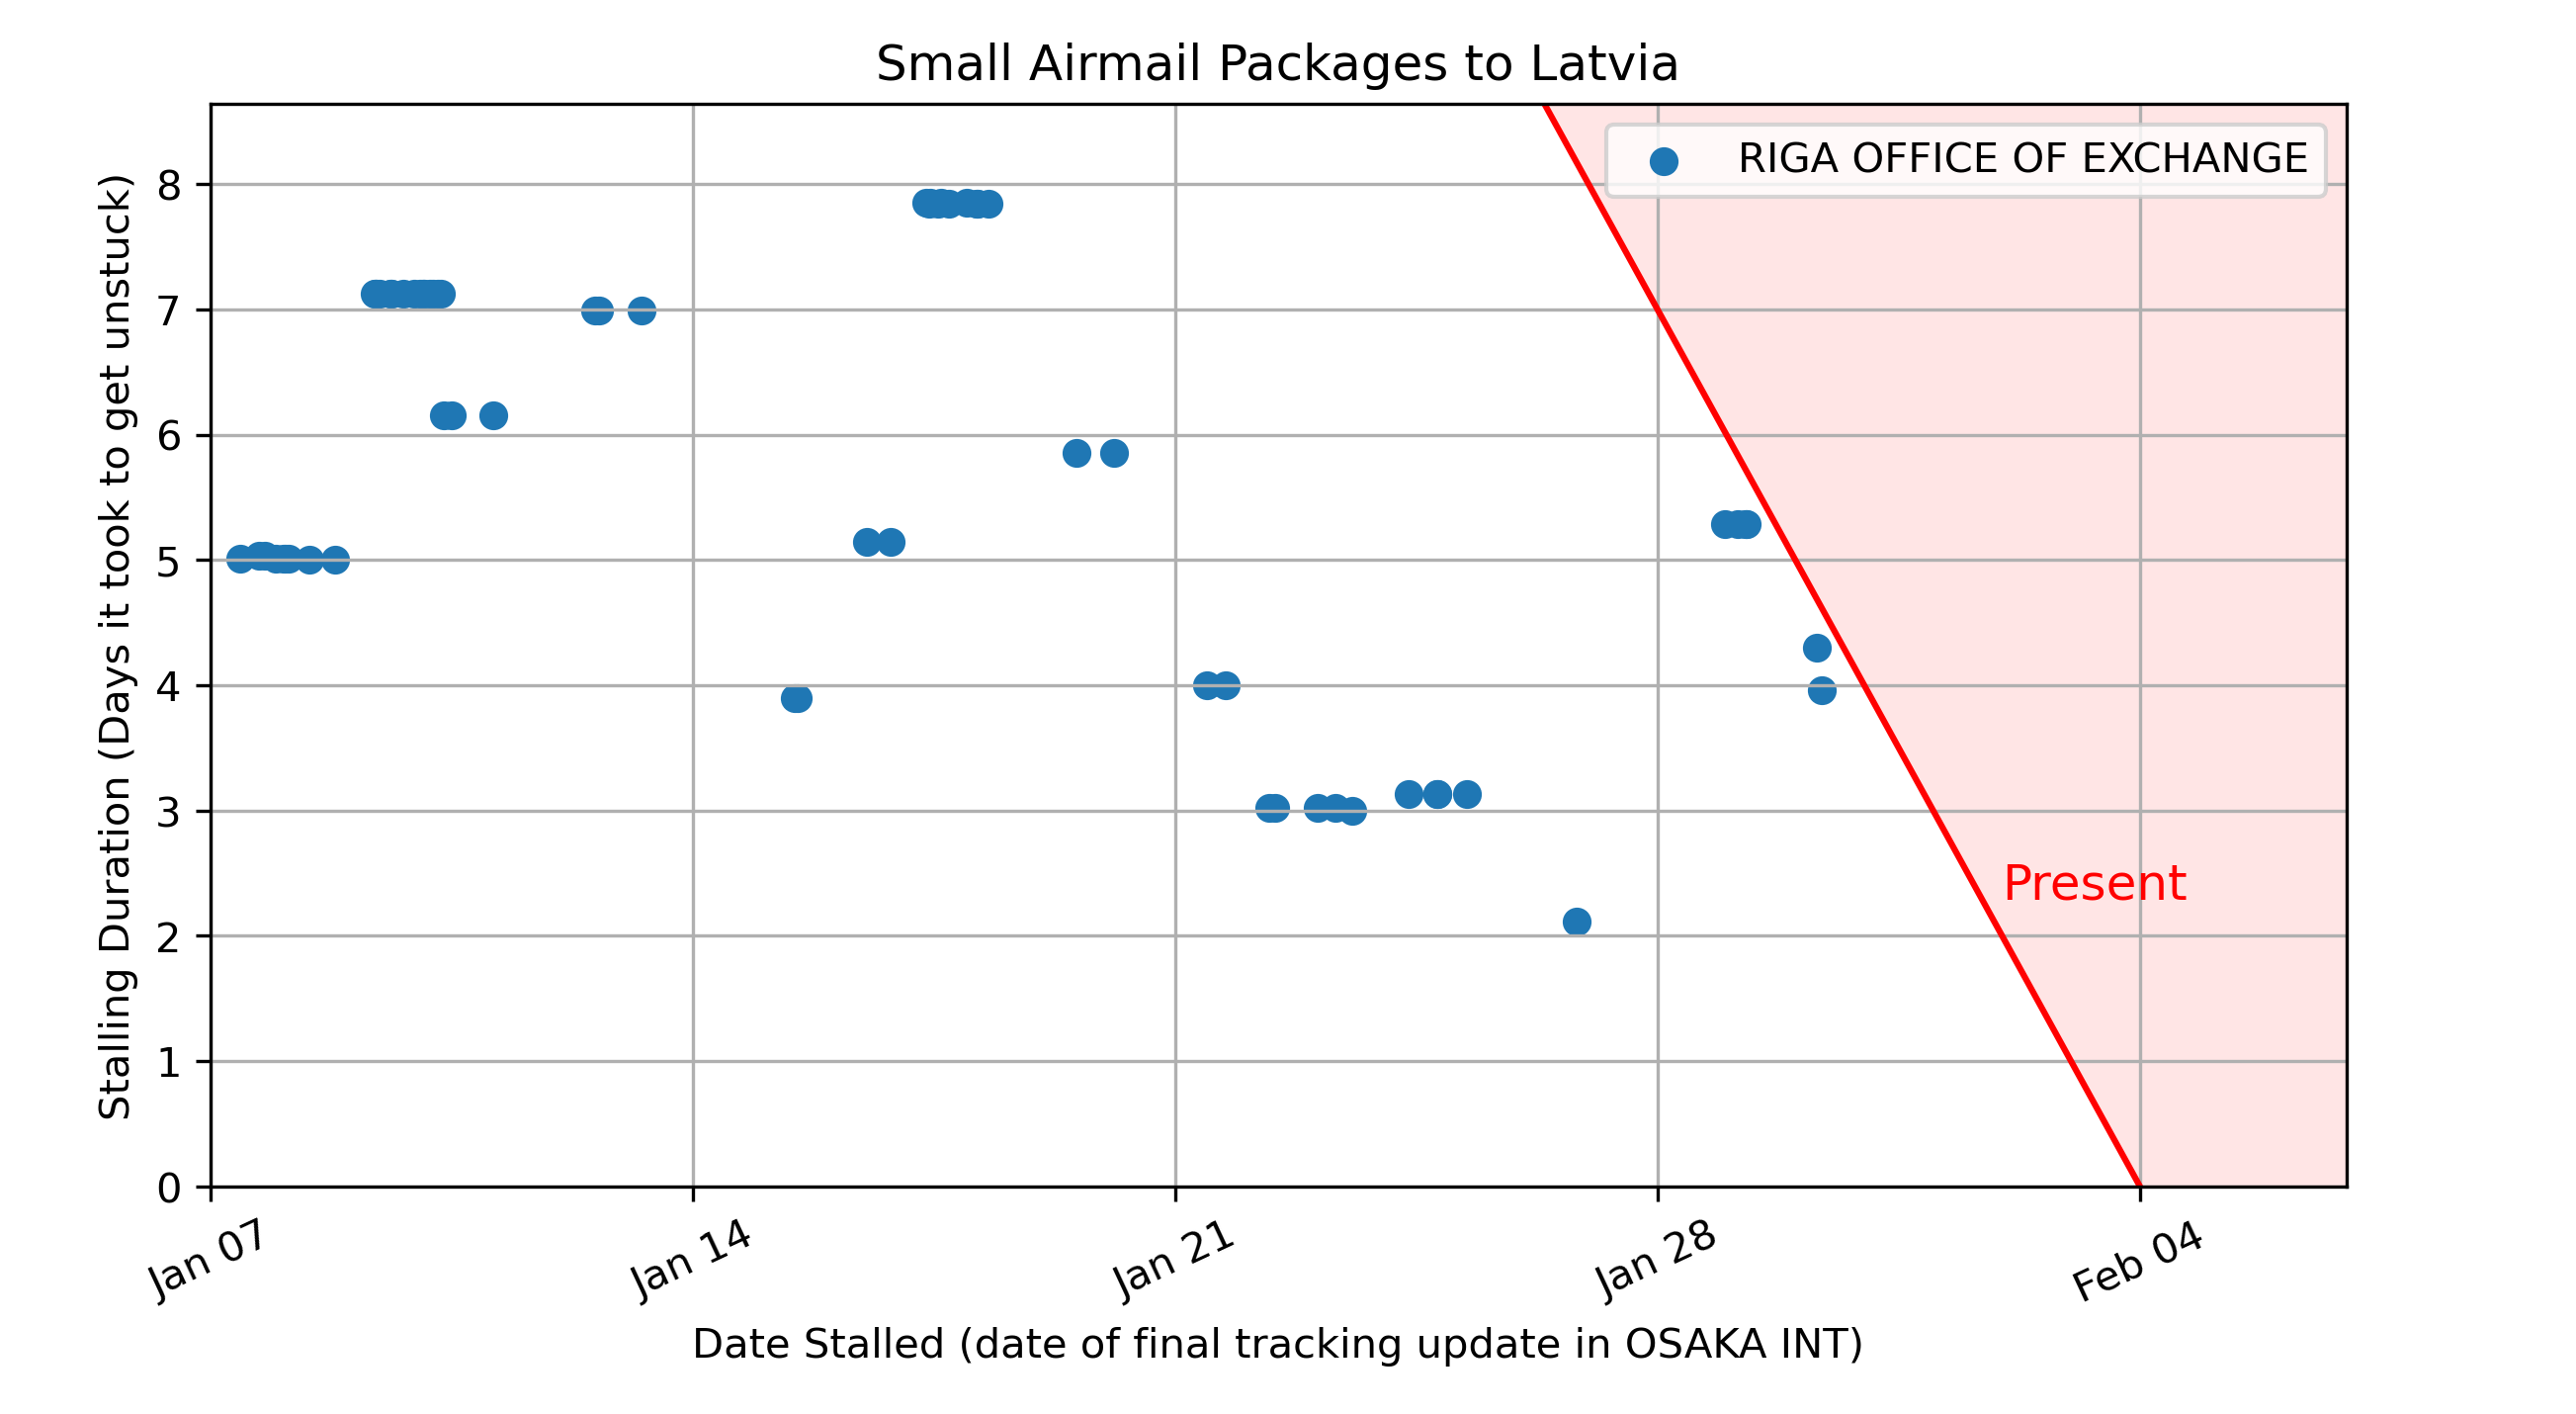 Small Airmail Packages to Latvia
RIGA OFFICE OF EXCHANGE
Stalling Duration (Days it took to get unstuck)
8
7
6
5
4
3
2
1
0
Present
Jan 07
Jan 14
Jan 21
Jan 28
Feb 04
Date Stalled (date of final tracking update in OSAKA INT)